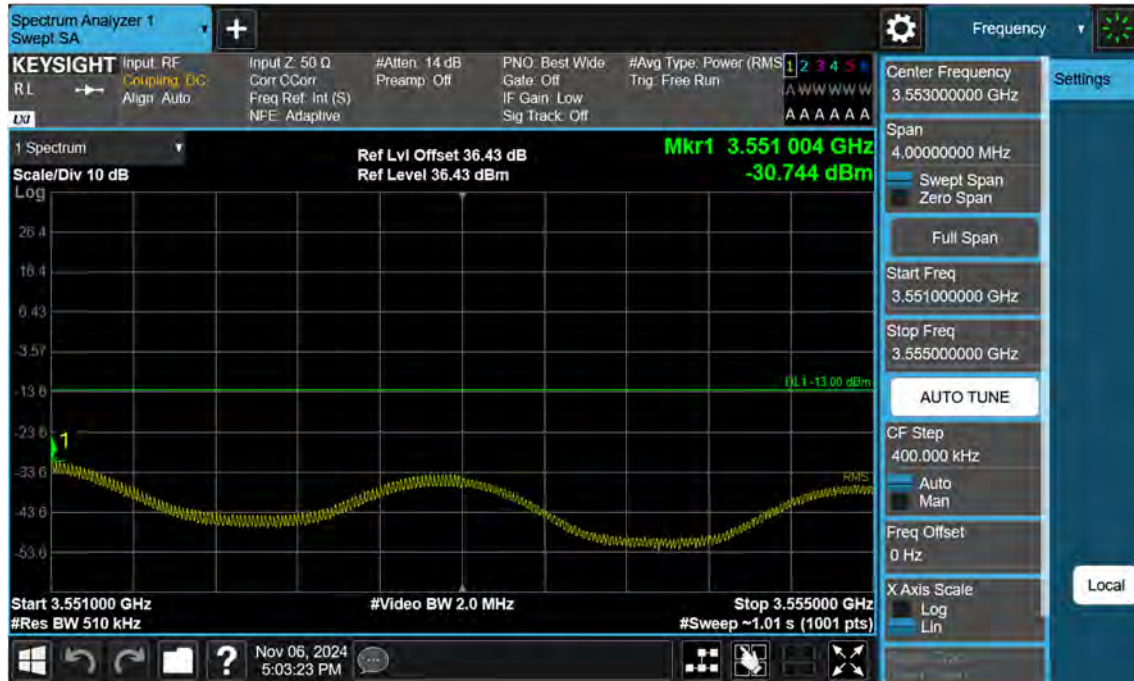 Spectrum Analyzer 1
Swept SA
Frequency
KEYSIGHT
RL
LXI
Input: RF
Coupling: DC
Align: Auto
Input Z: 50 Ω
Corr CCorr
Freq Ref: Int (S)
NFE: Adaptive
#Atten: 14 dB
Preamp: Off
PNO: Best Wide
Gate: Off
IF Gain: Low
Sig Track: Off
#Avg Type: Power (RMS
Trig: Free Run
1 2 3 4 5 6
A W W W W W
A A A A A A
1 Spectrum
Scale/Div 10 dB
Log
Ref Lvl Offset 36.43 dB
Ref Level 36.43 dBm
Mkr1 3.551 004 GHz
-30.744 dBm
26.4
16.4
6.43
-3.57
-13.6
-23.6
-33.6
-43.6
-53.6
DL1 -13.00 dBm
1
RMS
Start 3.551000 GHz
#Res BW 510 kHz
#Video BW 2.0 MHz
Stop 3.555000 GHz
#Sweep ~1.01 s (1001 pts)
Center Frequency
3.553000000 GHz
Settings
Span
4.00000000 MHz
Swept Span
Zero Span
Full Span
Start Freq
3.551000000 GHz
Stop Freq
3.555000000 GHz
AUTO TUNE
CF Step
400.000 kHz
Auto
Man
Freq Offset
0 Hz
X Axis Scale
Log
Lin
Local
?
Nov 06, 2024
5:03:23 PM